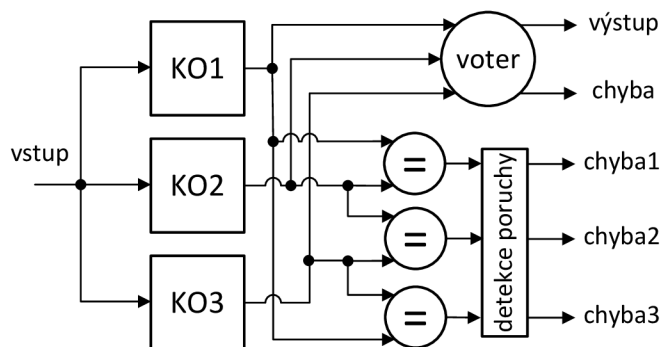 vstup
KO1
KO2
KO3
voter
výstup
chyba
=
=
=
detekce poruchy
chyba1
chyba2
chyba3